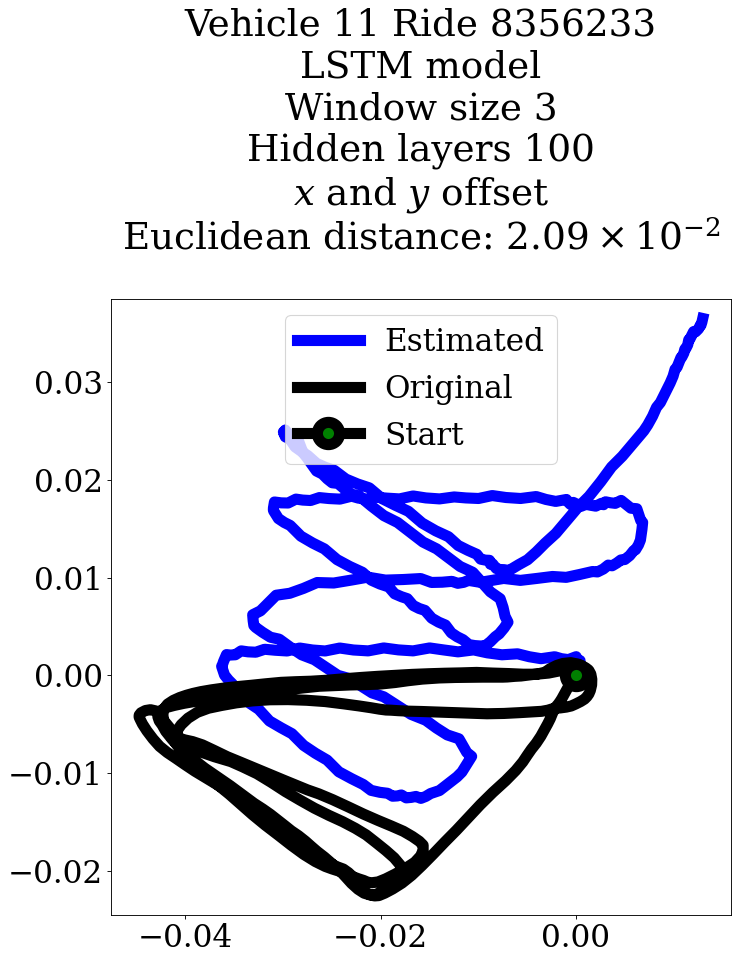 Vehicle 11 Ride 8356233
LSTM model
Window size 3
Hidden layers 100
x and y offset
Euclidean distance: 2.09 × 10⁻²
Estimated
Original
Start
0.03
0.02
0.01
0.00
−0.01
−0.02
−0.04
−0.02
0.00